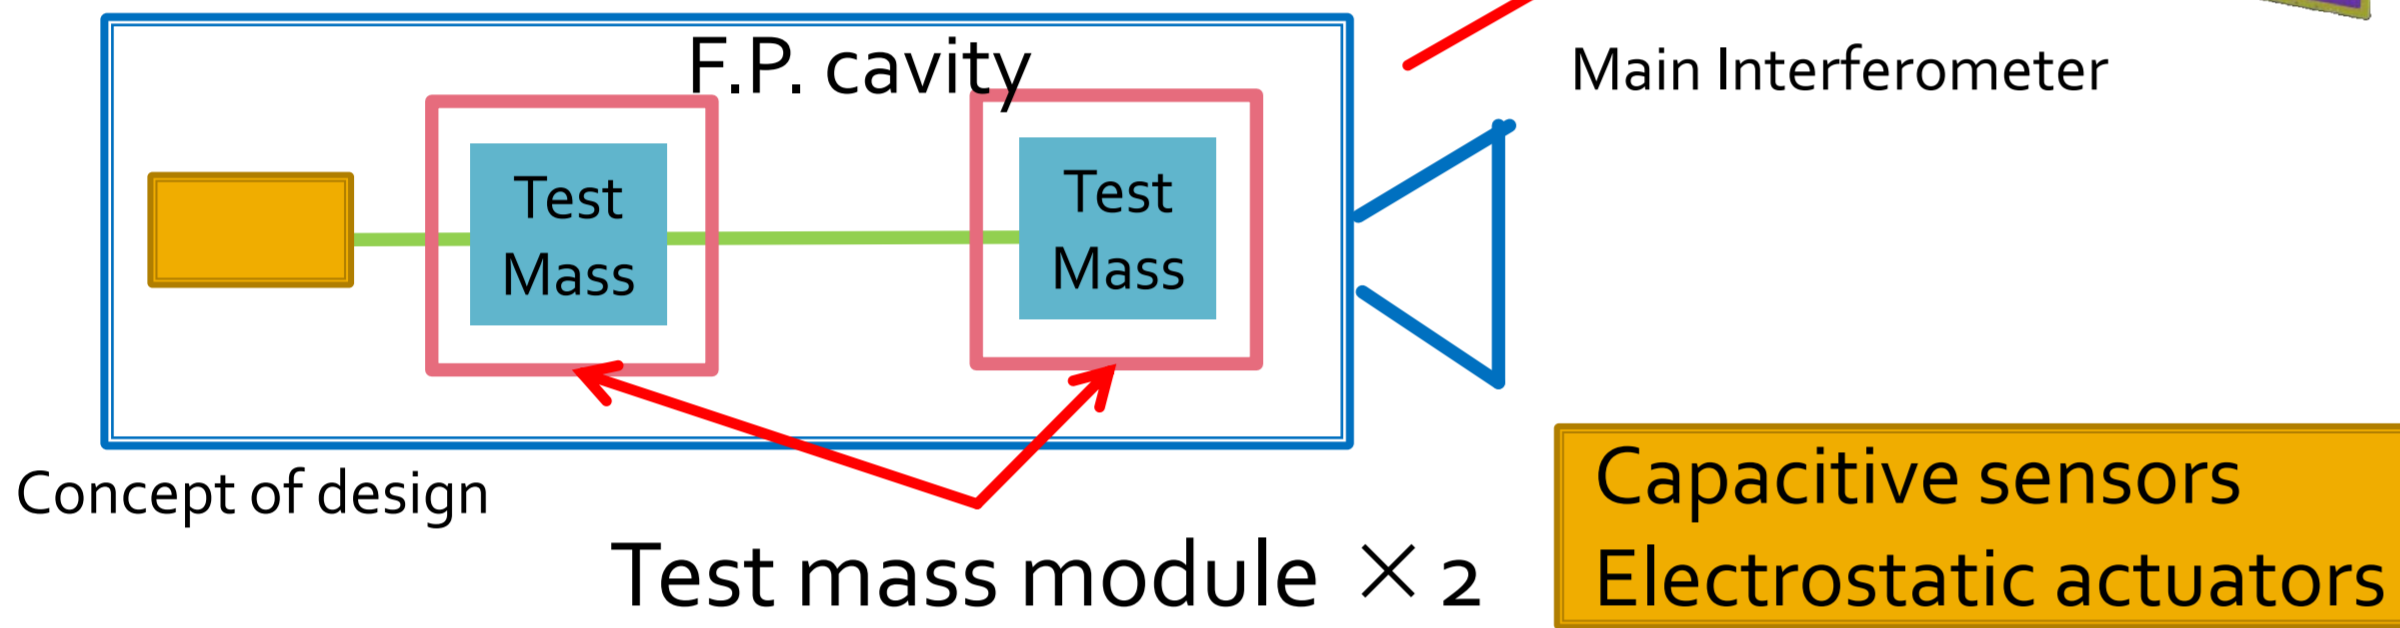 F.P. cavity
Main Interferometer
Test
Mass
Test
Mass
Concept of design
Test mass module ×2
Capacitive sensors
Electrostatic actuators